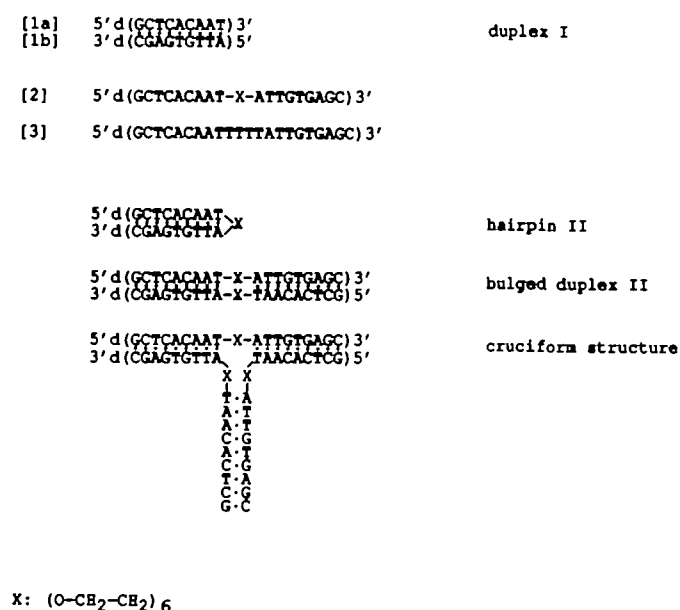 [1a] 5'd(GCTCACAAT)3' duplex I
[1b] 3'd(CGAGTGTTA)5'
[2] 5'd(GCTCACAAT-X-ATTGTGAGC)3'
[3] 5'd(GCTCACAATTTTTATTGTGAGC)3'
5'd(GCTCACAAT
>X hairpin II
3'd(CGAGTGTTA
5'd(GCTCACAAT-X-ATTGTGAGC)3' bulged duplex II
3'd(CGAGTGTTA-X-TAACACTCG)5'
5'd(GCTCACAAT-X-ATTGTGAGC)3' cruciform structure
3'd(CGAGTGTTA TAACACTCG)5'
X X
T·A
A·T
A·T
C·G
A·T
C·G
T·A
C·G
G·C
X: (O-CH2-CH2)6